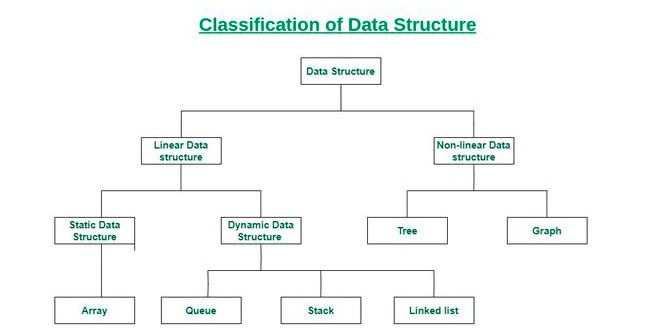 Classification of Data Structure
Data Structure
Linear Data
structure
Non-linear Data
structure
Static Data
Structure
Dynamic Data
Structure
Tree
Graph
Array
Queue
Stack
Linked list